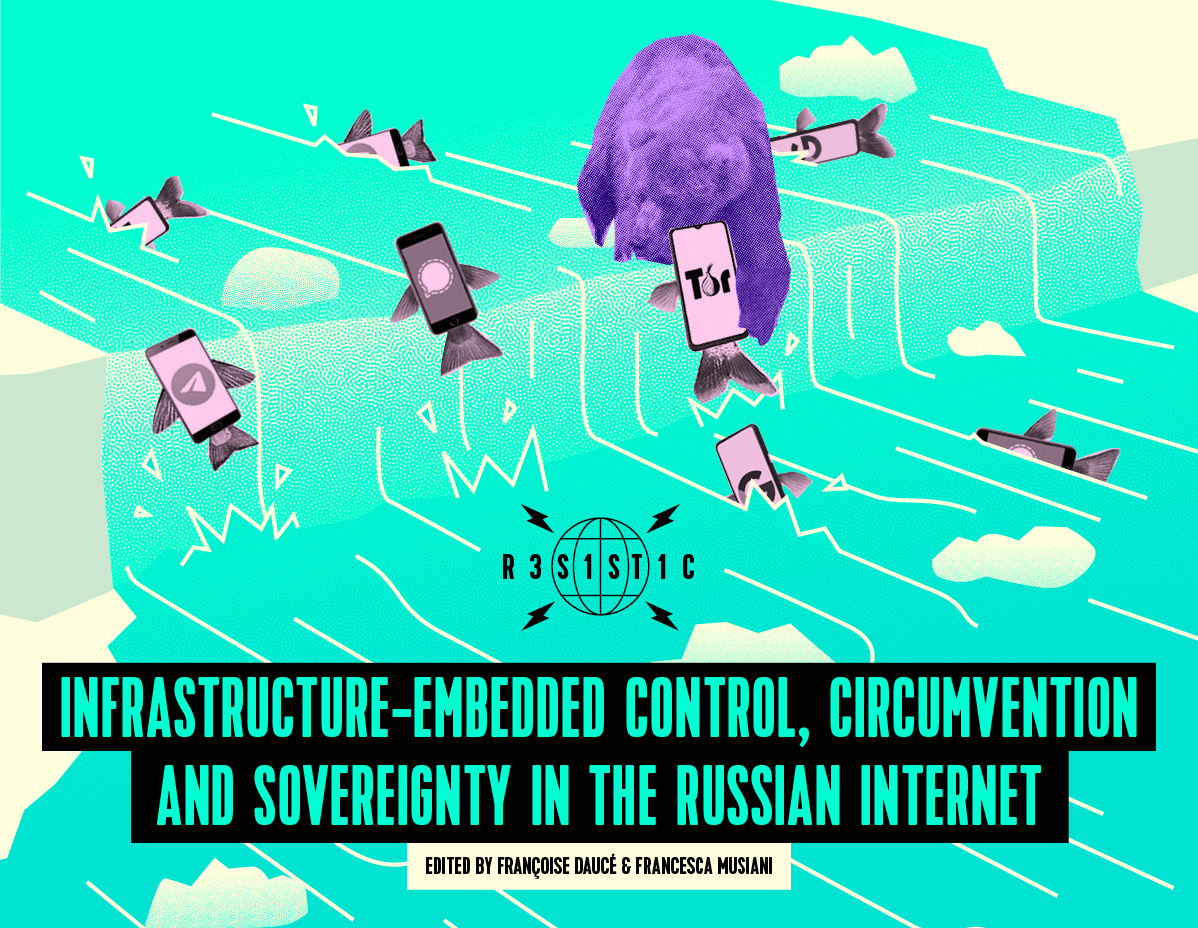 Tor
R3S1ST1C
INFRASTRUCTURE-EMBEDDED CONTROL, CIRCUMVENTION
AND SOVEREIGNTY IN THE RUSSIAN INTERNET
EDITED BY FRANÇOISE DAUCÉ & FRANCESCA MUSIANI